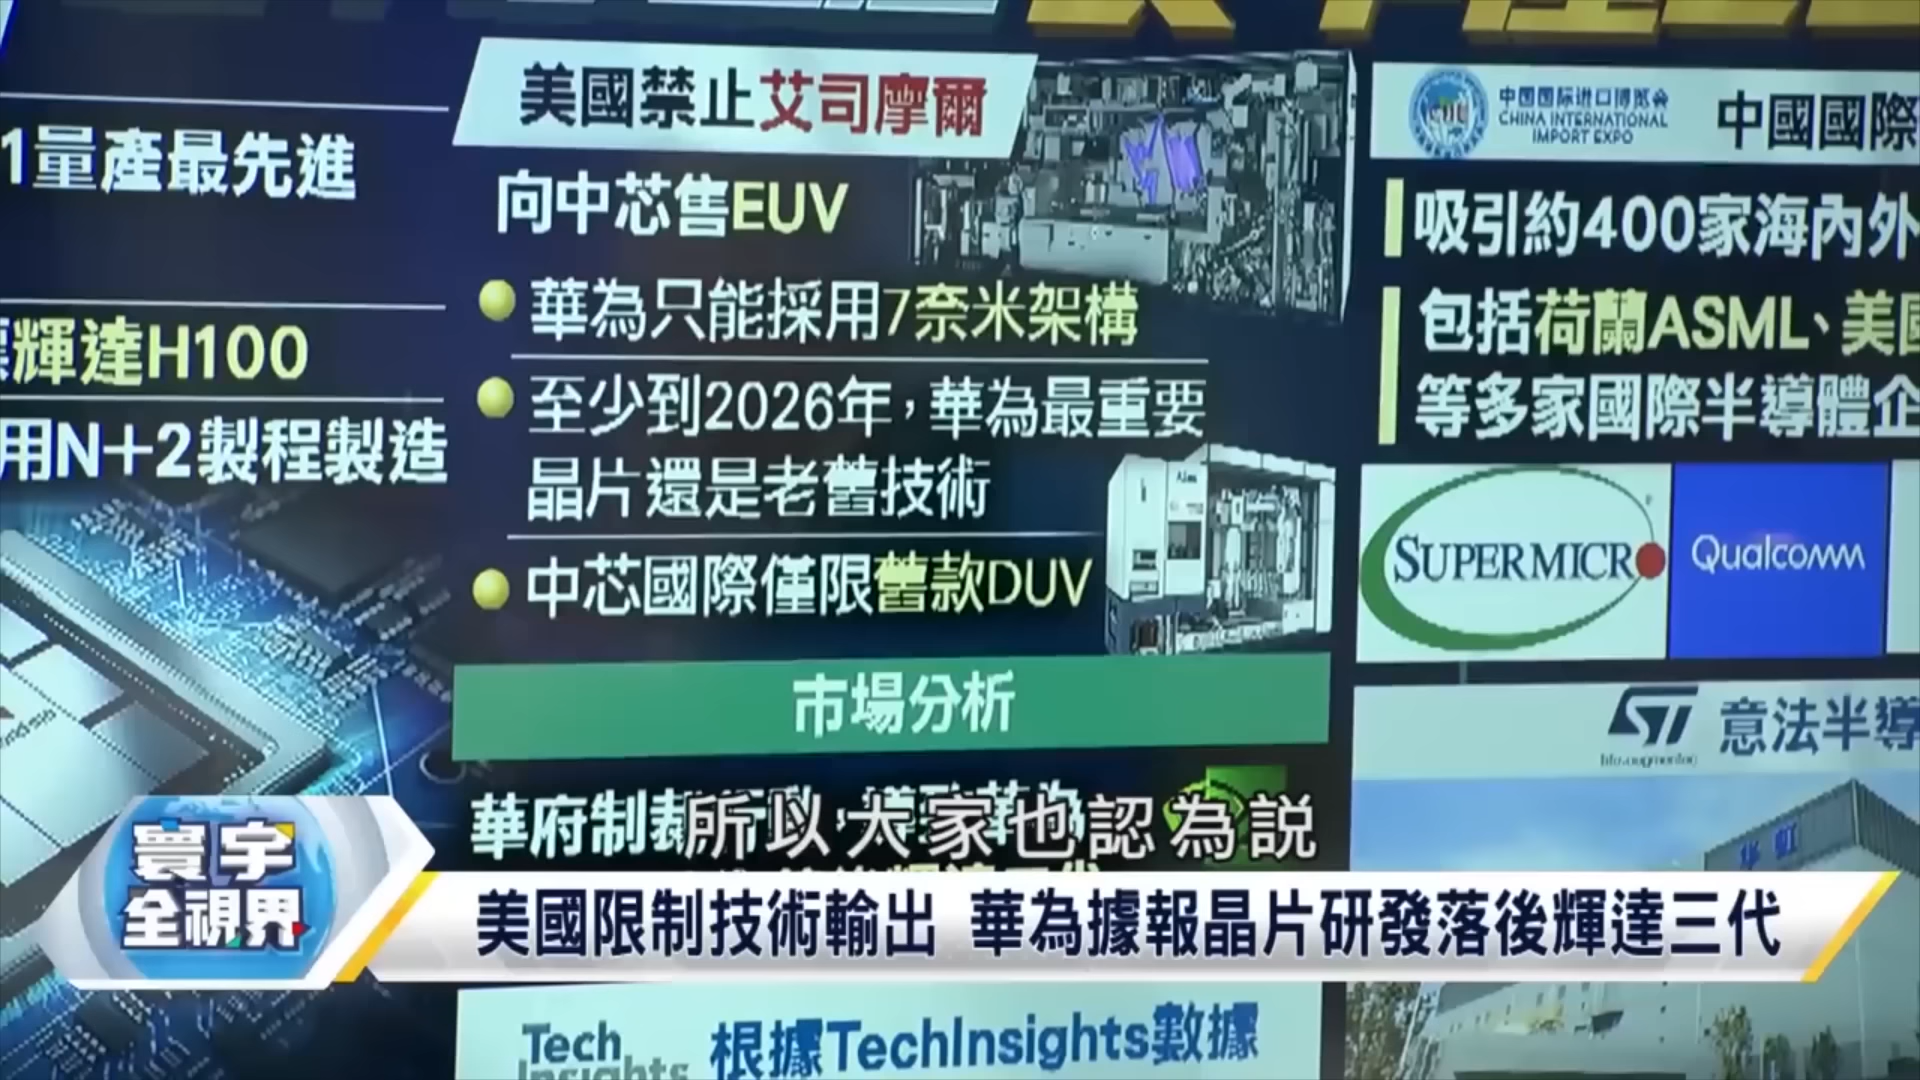 1量產最先進
輝達H100
用N+2製程製造
美國禁止艾司摩爾
向中芯售EUV
華為只能採用7奈米架構
至少到2026年，華為最重要
晶片還是老舊技術
中芯國際僅限舊款DUV
市場分析
華府制裁
所以大家也認為說
中国国际进口博览会
CHINA INTERNATIONAL
IMPORT EXPO
中國國際
吸引約400家海內外
包括荷蘭ASML、美國
等多家國際半導體企
SUPERMICRO
Qualcomm
ST
life.augmented
意法半導
华虹
寰宇
全視界
美國限制技術輸出 華為據報晶片研發落後輝達三代
Tech
Insights
根據TechInsights數據